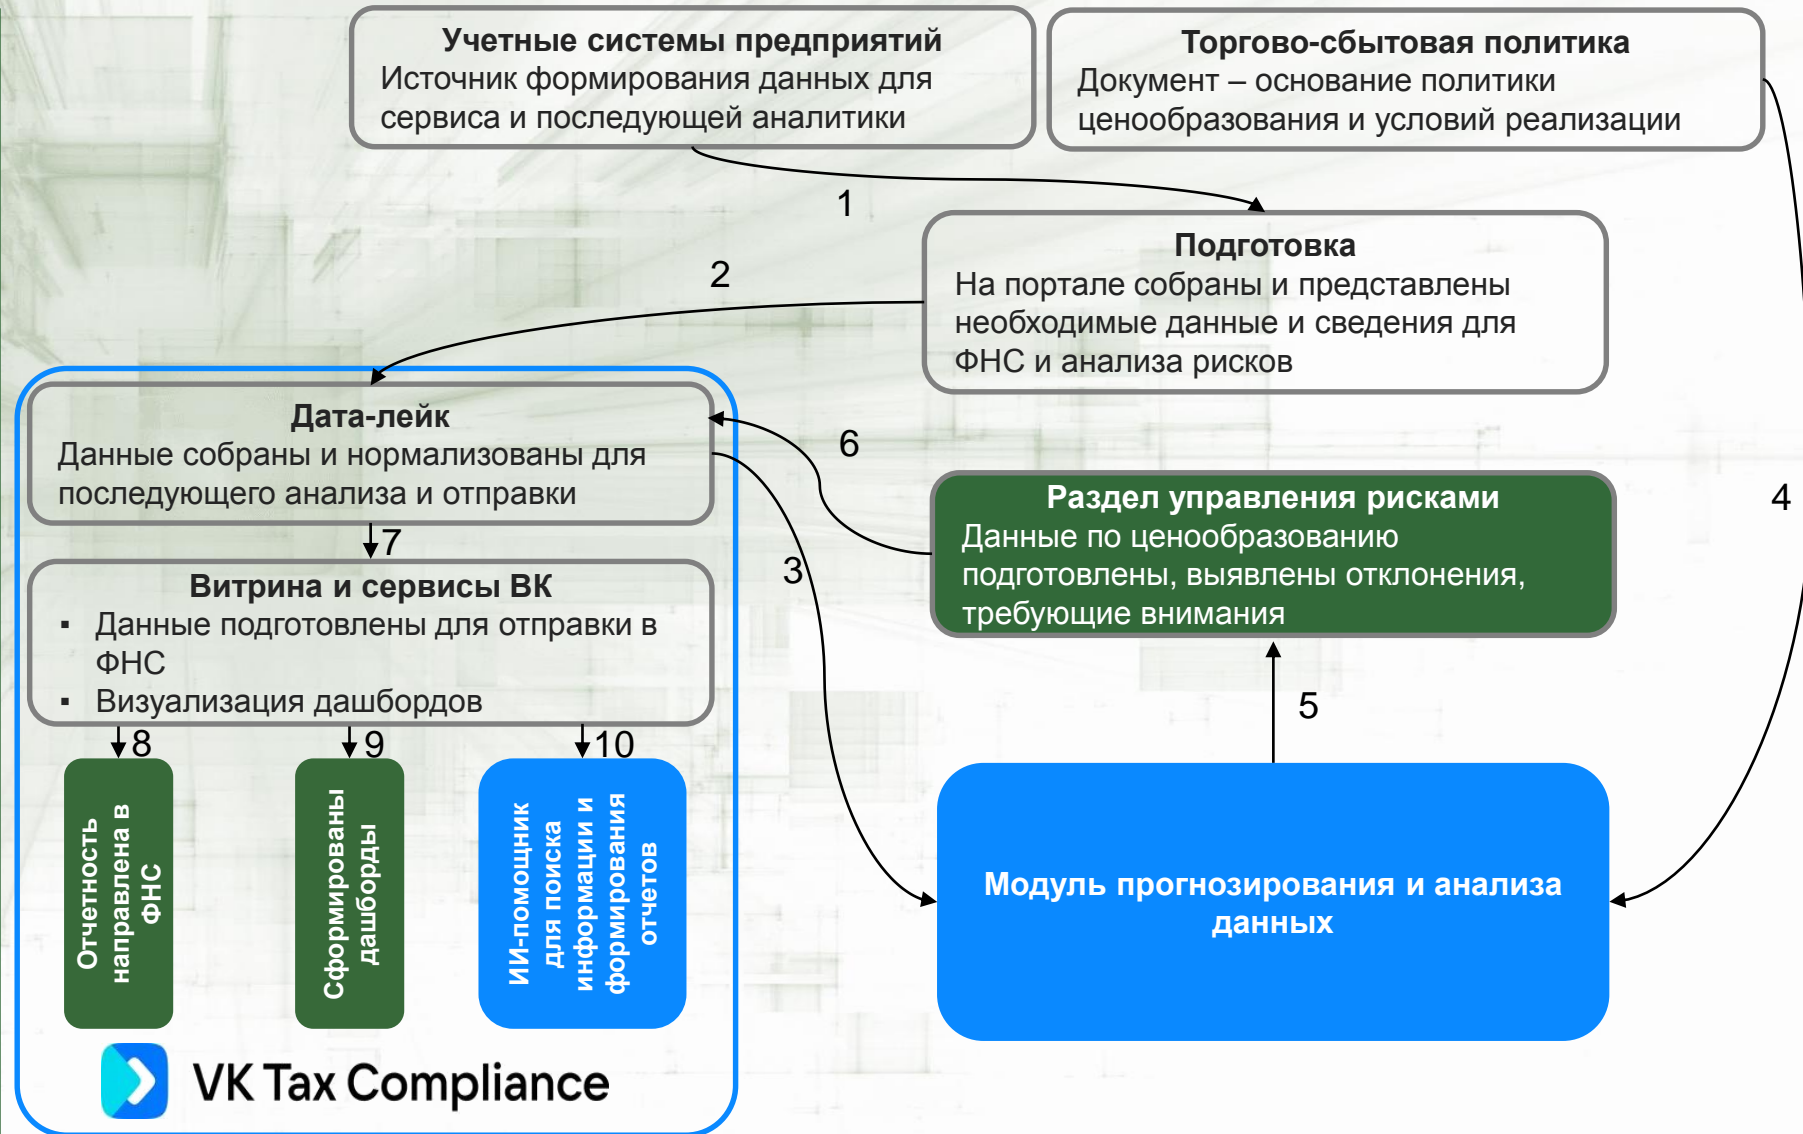 Учетные системы предприятий
Источник формирования данных для
сервиса и последующей аналитики
Торгово-сбытовая политика
Документ – основание политики
ценообразования и условий реализации
1
Подготовка
На портале собраны и представлены
необходимые данные и сведения для
ФНС и анализа рисков
2
Дата-лейк
Данные собраны и нормализованы для
последующего анализа и отправки
6
3
4
Раздел управления рисками
Данные по ценообразованию
подготовлены, выявлены отклонения,
требующие внимания
7
Витрина и сервисы ВК
▪ Данные подготовлены для отправки в
ФНС
▪ Визуализация дашбордов
5
8
9
10
Отчетность
направлена в
ФНС
Сформированы
дашборды
ИИ-помощник
для поиска
информации и
формирования
отчетов
Модуль прогнозирования и анализа
данных
VK Tax Compliance